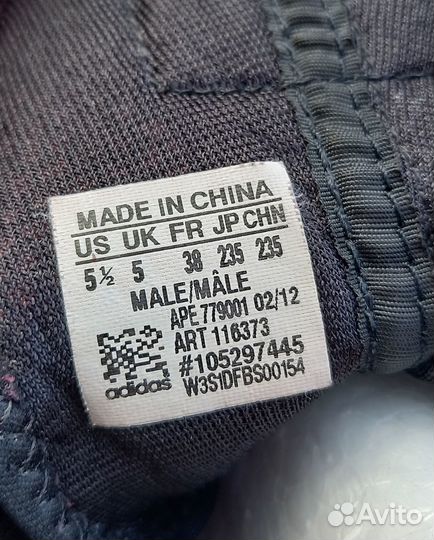 MADE IN CHINA
US UK FR JP CHN
5½ 5 38 235 235
MALE/MÂLE
APE 779001 02/12
ART 116373
#105297445
W3S1DFBS00154
adidas
Avito